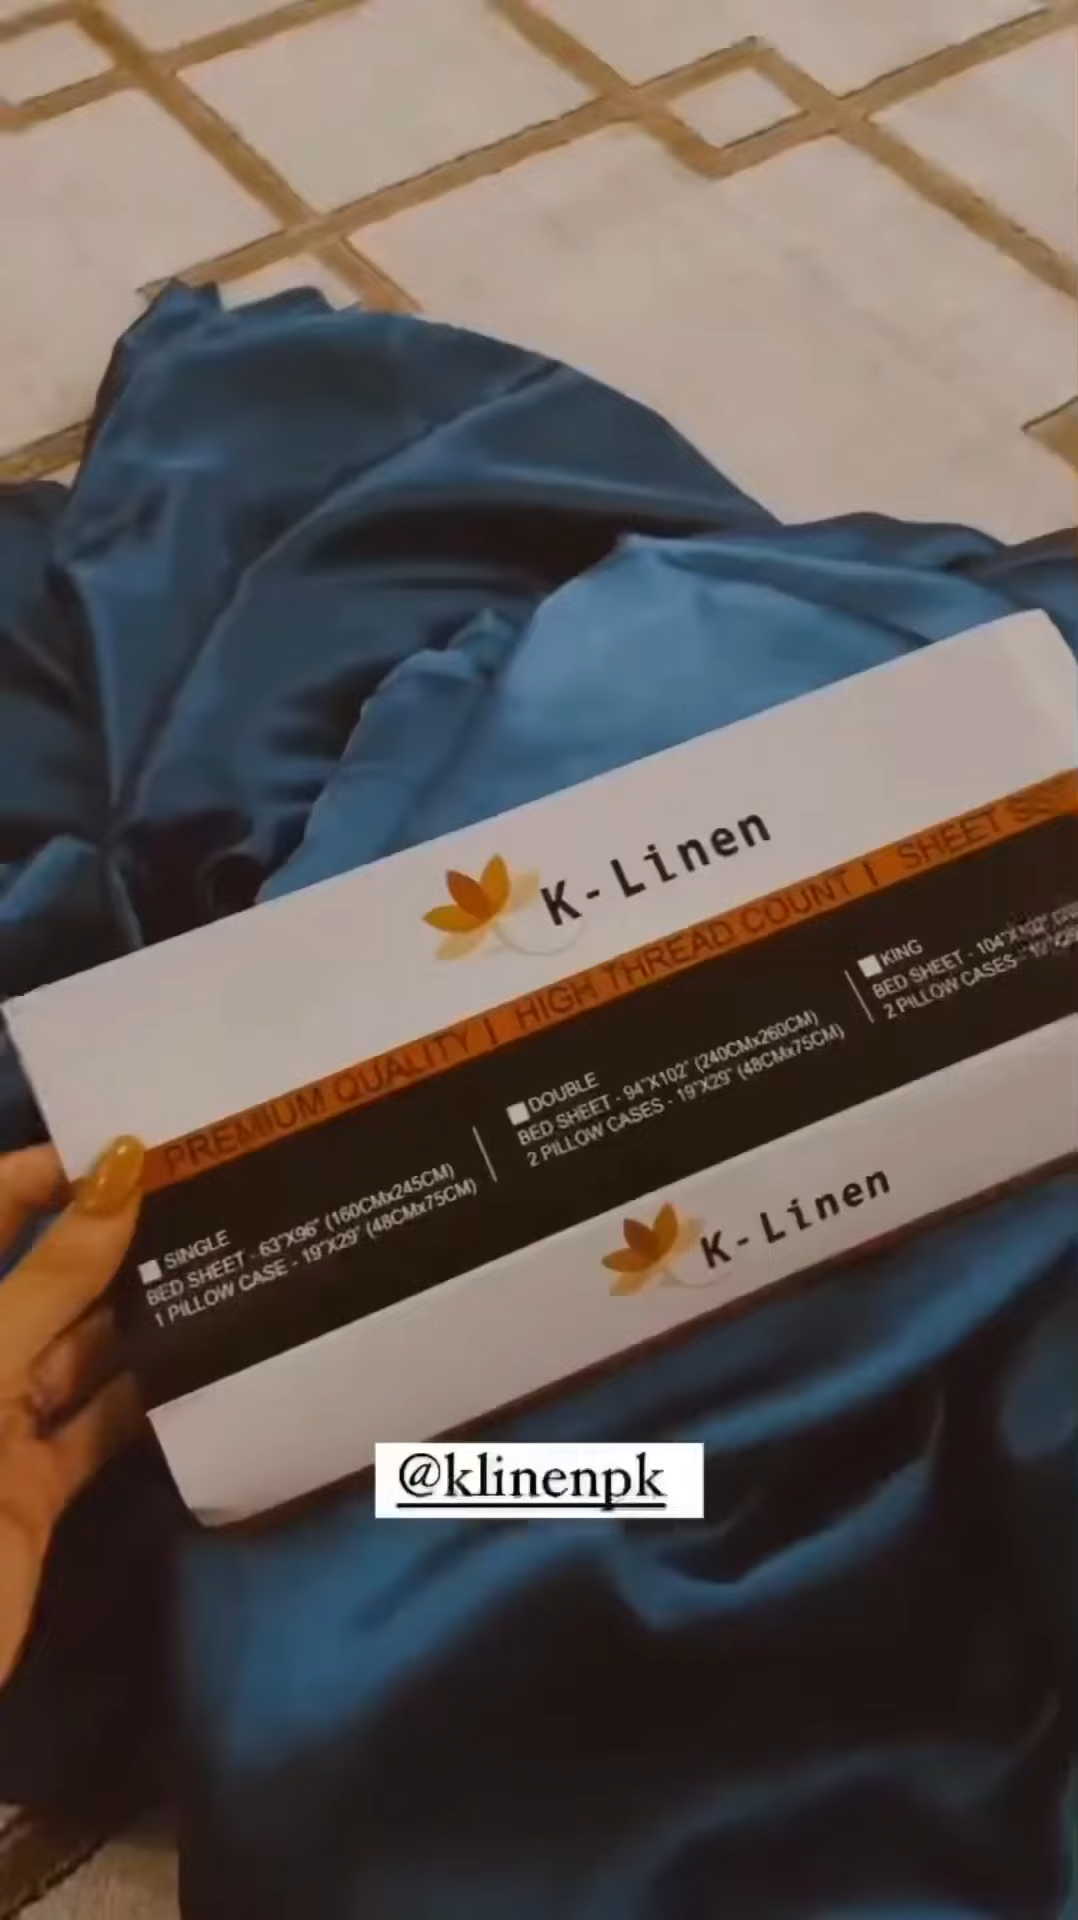 K-Linen
PREMIUM QUALITY | HIGH THREAD COUNT | SHEET SET
SINGLE
BED SHEET - 63"X96" (160CMx245CM)
1 PILLOW CASE - 19"X29" (48CMx75CM)
DOUBLE
BED SHEET - 94"X102" (240CMx260CM)
2 PILLOW CASES - 19"X29" (48CMx75CM)
KING
BED SHEET - 104"X102"
2 PILLOW CASES -
K-Linen
@klinenpk